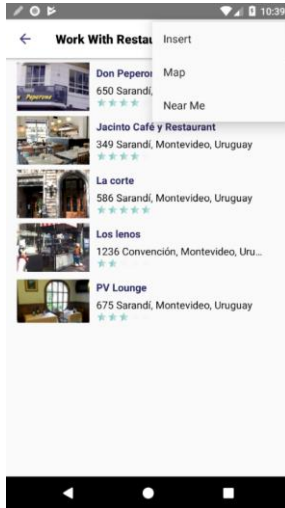 10:39
Work With Restau
Insert
Map
Near Me
Don Peperor
650 Sarandí,
Jacinto Café y Restaurant
349 Sarandí, Montevideo, Uruguay
La corte
586 Sarandí, Montevideo, Uruguay
Los lenos
1236 Convención, Montevideo, Uru...
PV Lounge
675 Sarandí, Montevideo, Uruguay